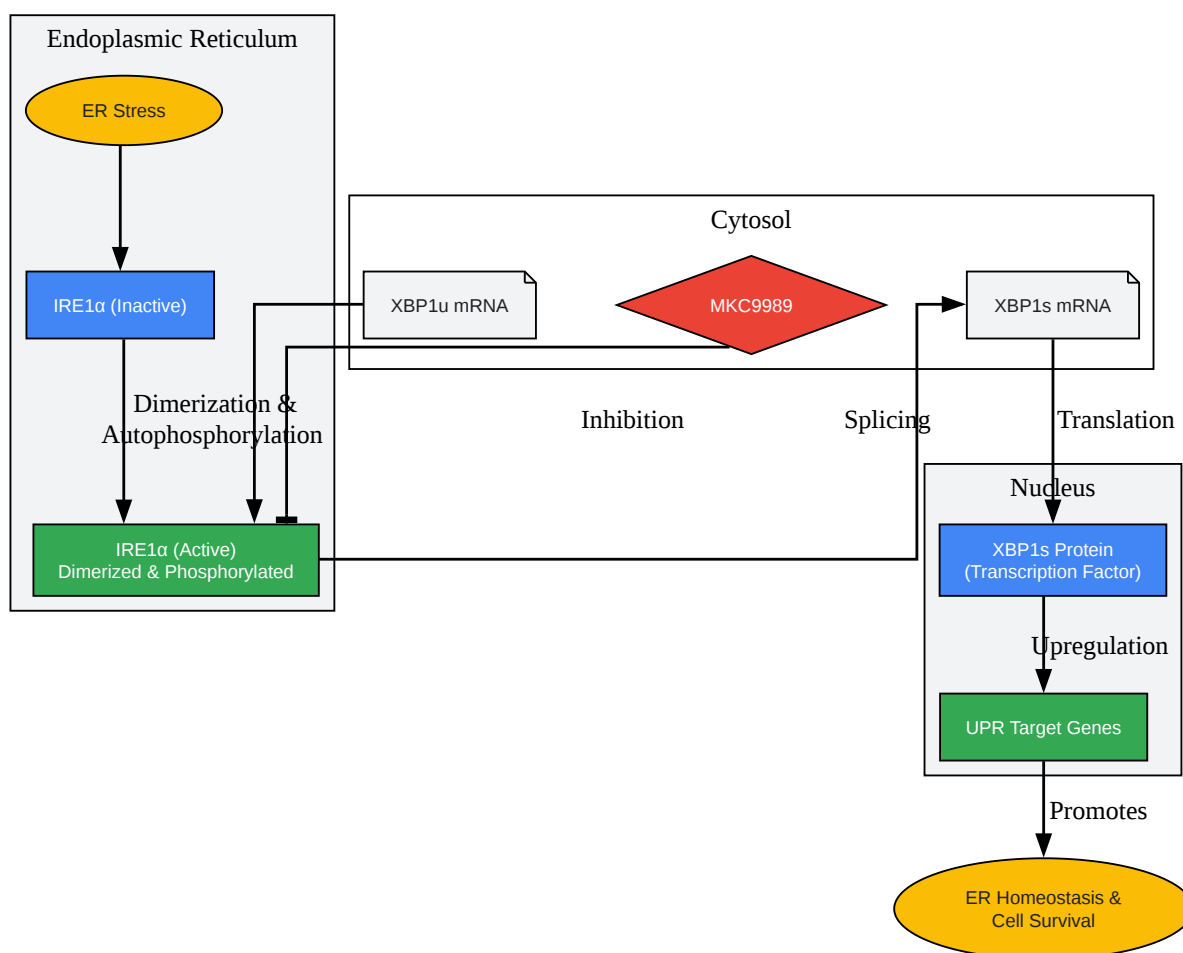 Endoplasmic Reticulum
ER Stress
Cytosol
IRE1α (Inactive)
XBP1u mRNA
MKC9989
XBP1s mRNA
Dimerization &
Autophosphorylation
Inhibition
Splicing
Translation
Nucleus
IRE1α (Active)
Dimerized & Phosphorylated
XBP1s Protein
(Transcription Factor)
Upregulation
UPR Target Genes
Promotes
ER Homeostasis &
Cell Survival